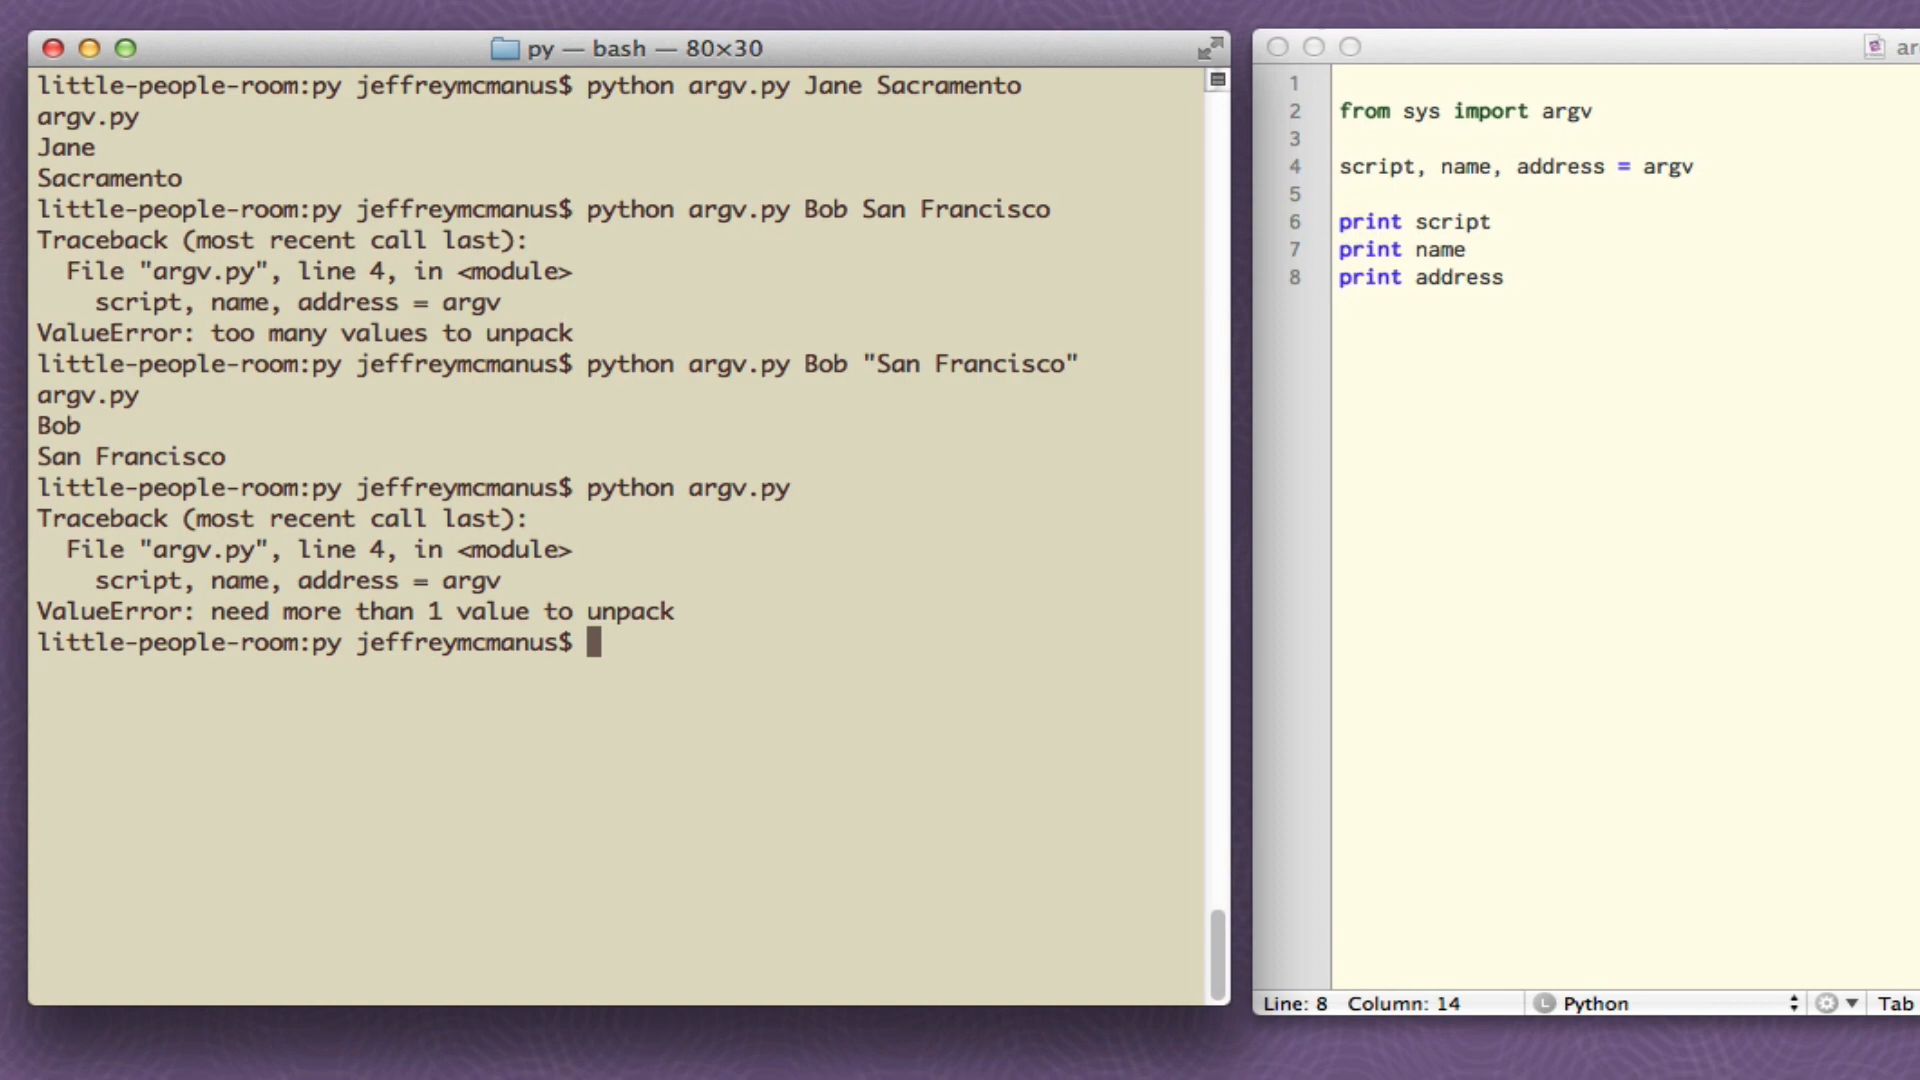 py — bash — 80×30
little-people-room:py jeffreymcmanus$ python argv.py Jane Sacramento
argv.py
Jane
Sacramento
little-people-room:py jeffreymcmanus$ python argv.py Bob San Francisco
Traceback (most recent call last):
  File "argv.py", line 4, in <module>
    script, name, address = argv
ValueError: too many values to unpack
little-people-room:py jeffreymcmanus$ python argv.py Bob "San Francisco"
argv.py
Bob
San Francisco
little-people-room:py jeffreymcmanus$ python argv.py
Traceback (most recent call last):
  File "argv.py", line 4, in <module>
    script, name, address = argv
ValueError: need more than 1 value to unpack
little-people-room:py jeffreymcmanus$
ar
1
2 from sys import argv
3
4 script, name, address = argv
5
6 print script
7 print name
8 print address
Line: 8 Column: 14 L Python Tab